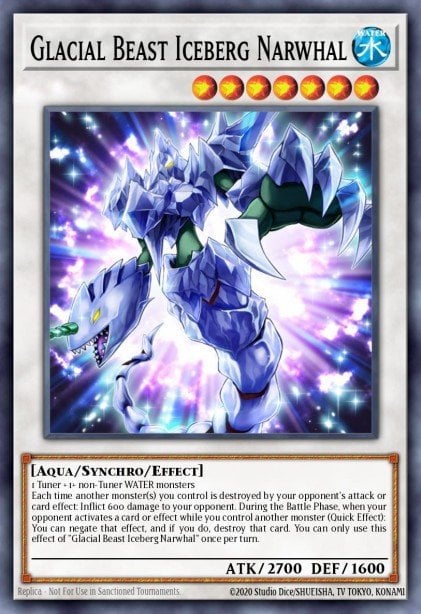 GLACIAL BEAST ICEBERG NARWHAL
WATER
水
[AQUA/SYNCHRO/EFFECT]
1 Tuner + 1+ non-Tuner WATER monsters
Each time another monster(s) you control is destroyed by your opponent's attack or
card effect: Inflict 600 damage to your opponent. During the Battle Phase, when your
opponent activates a card or effect while you control another monster (Quick Effect):
You can negate that effect, and if you do, destroy that card. You can only use this
effect of "Glacial Beast Iceberg Narwhal" once per turn.
ATK/2700 DEF/1600
Replica - Not For Use in Sanctioned Tournaments.
©2020 Studio Dice/SHUEISHA, TV TOKYO, KONAMI